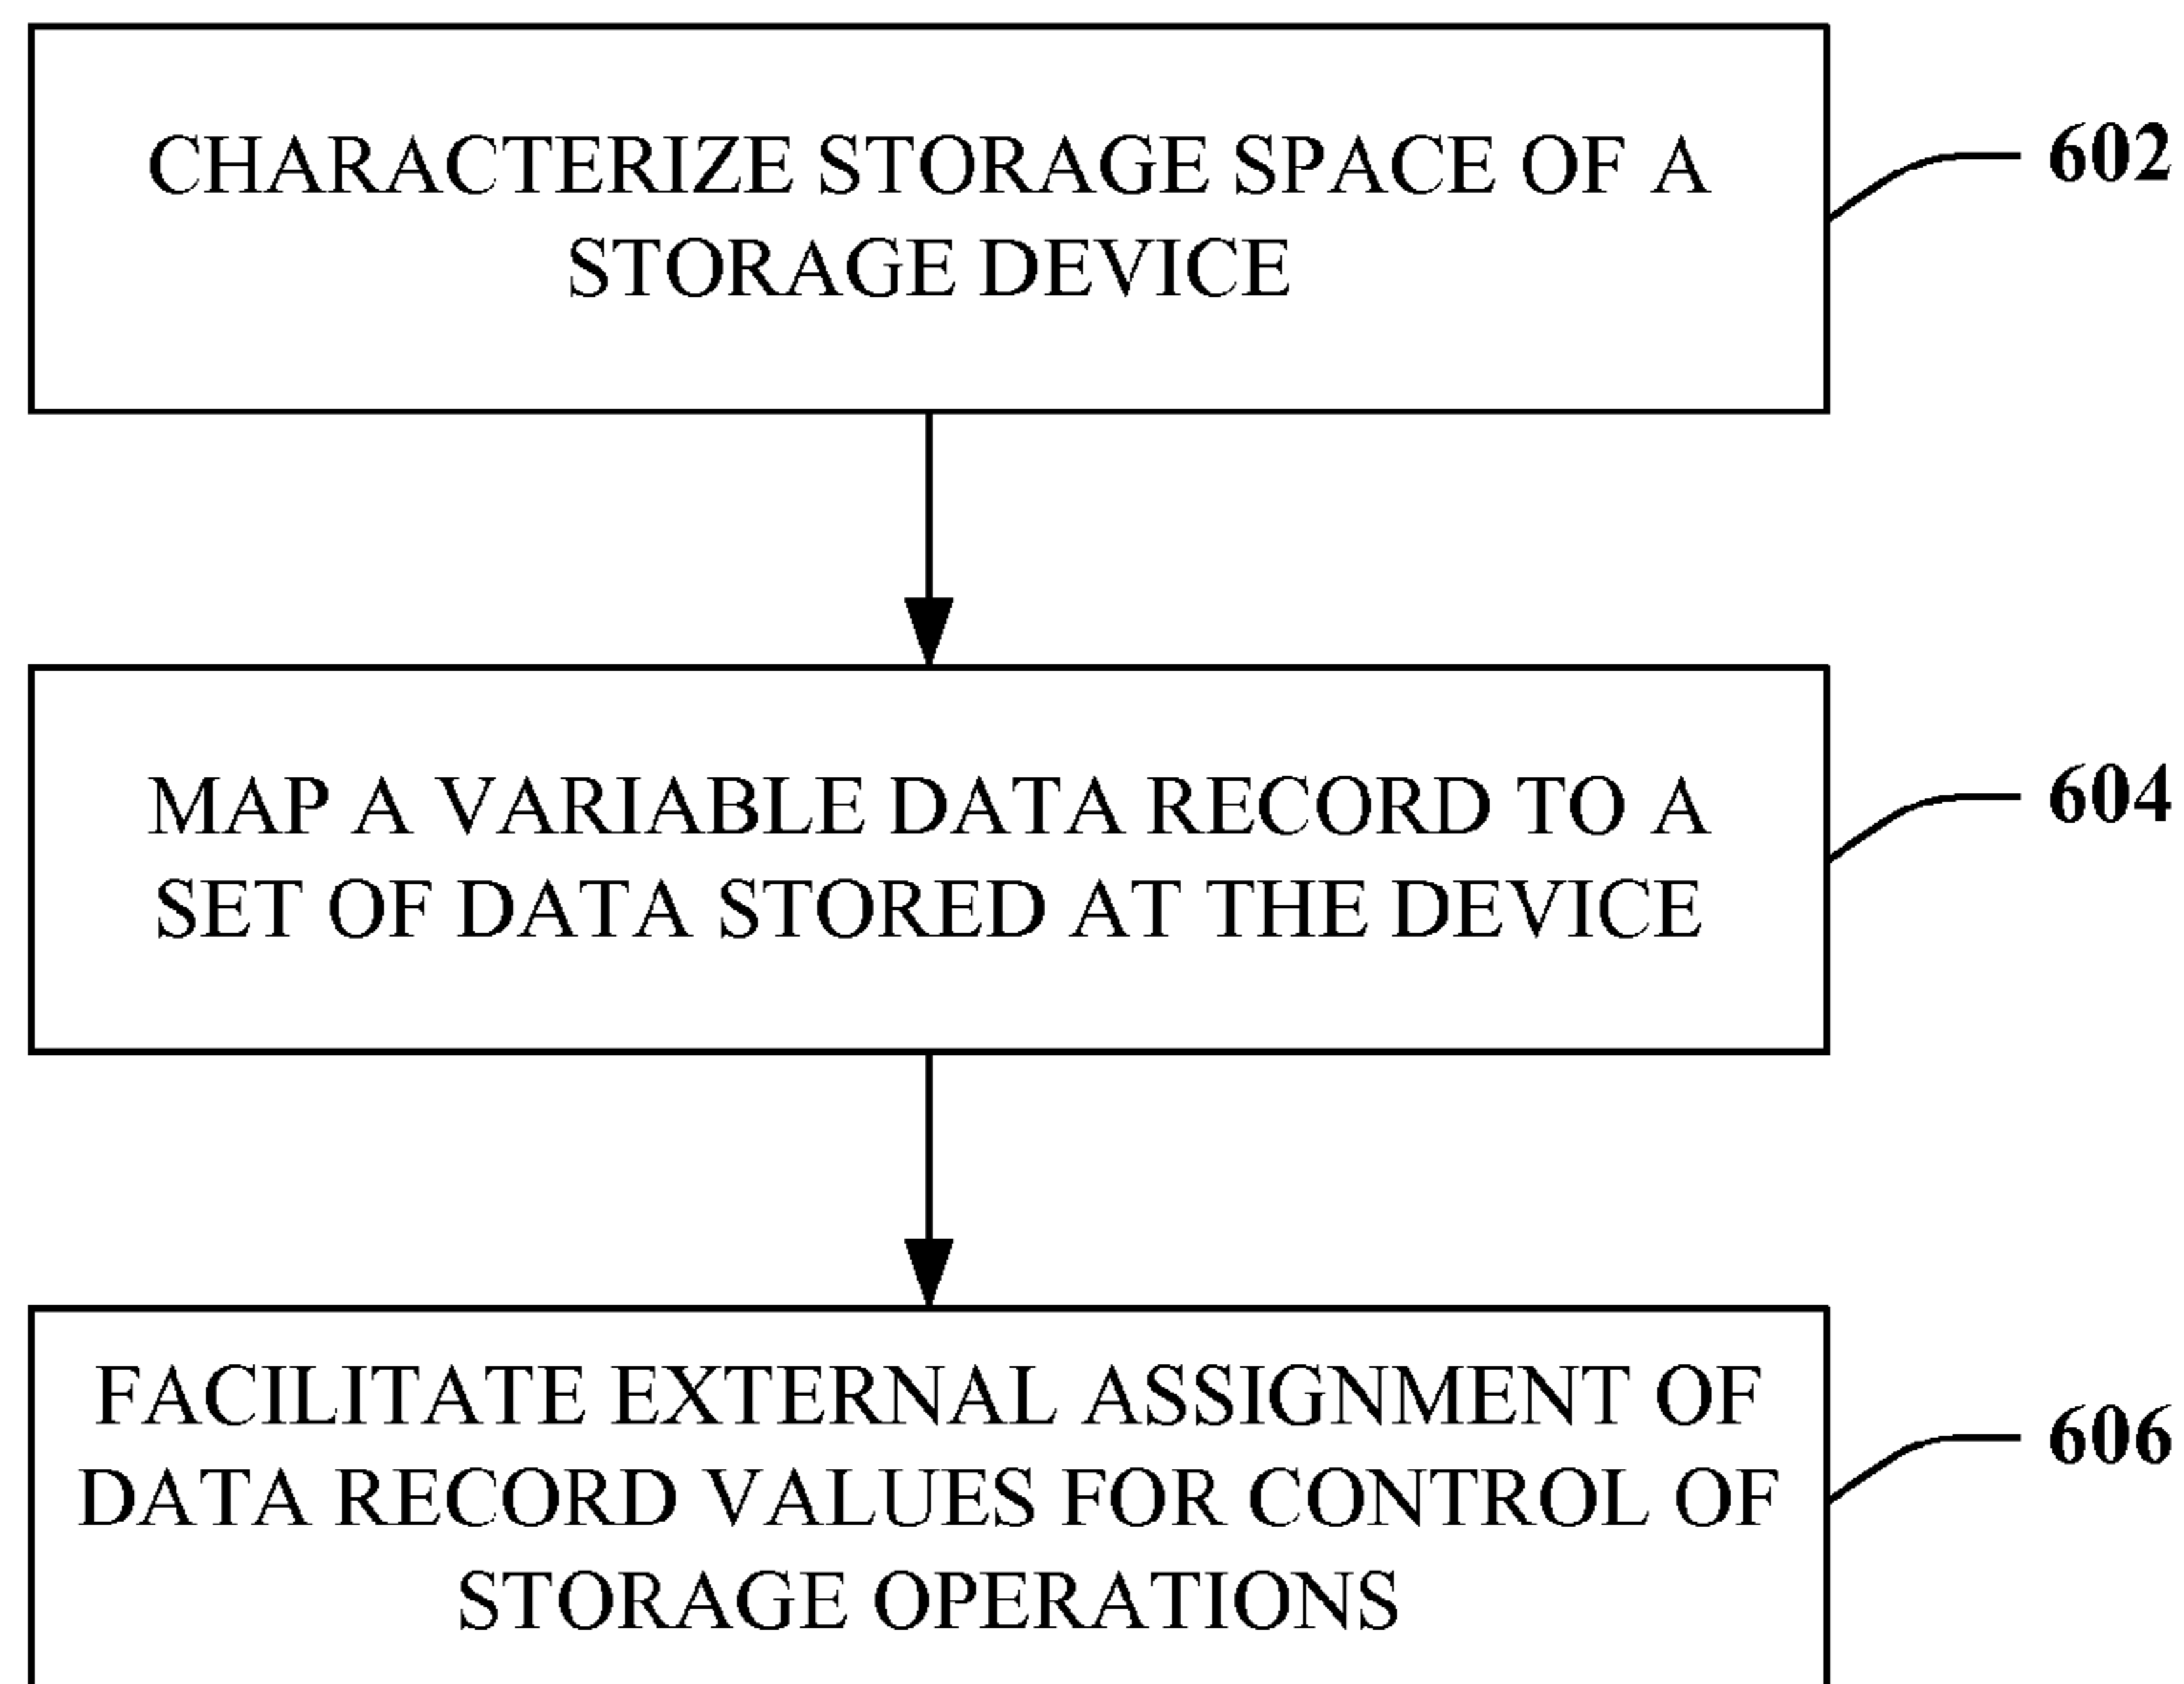 CHARACTERIZE STORAGE SPACE OF A
STORAGE DEVICE
602
MAP A VARIABLE DATA RECORD TO A
SET OF DATA STORED AT THE DEVICE
604
FACILITATE EXTERNAL ASSIGNMENT OF
DATA RECORD VALUES FOR CONTROL OF
STORAGE OPERATIONS
606